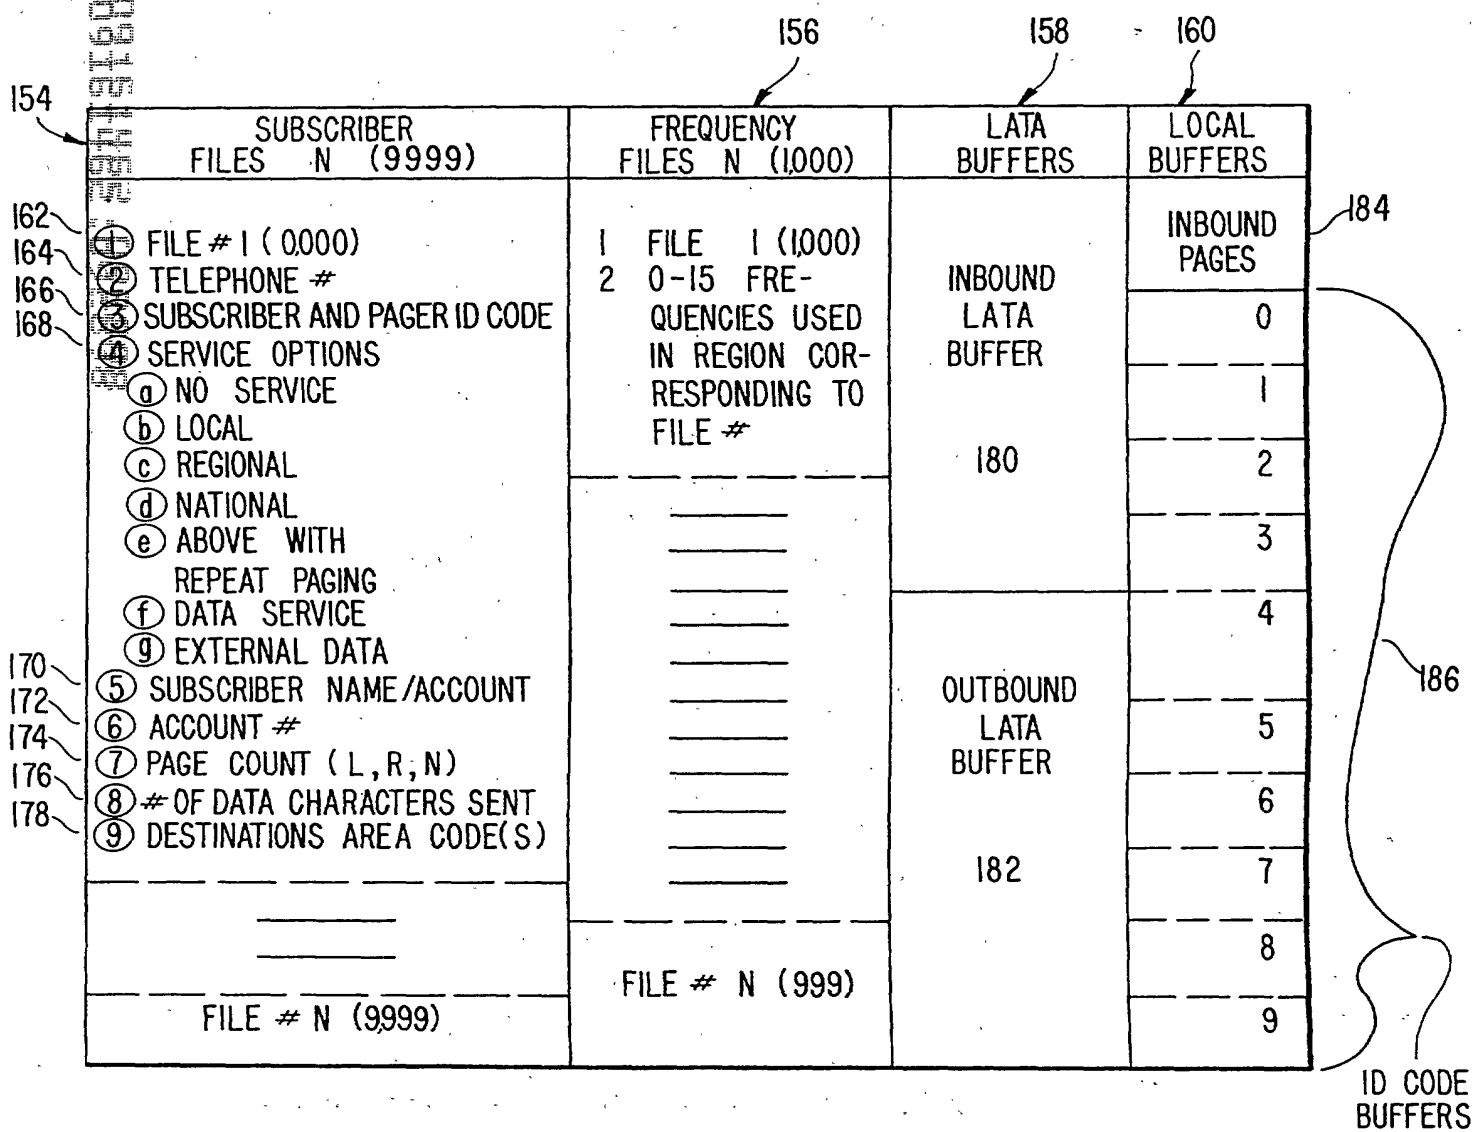 156
158
160
154
SUBSCRIBER
FILES N (9999)
FREQUENCY
FILES N (1,000)
LATA
BUFFERS
LOCAL
BUFFERS
162
164
166
168
① FILE # 1 (0,000)
② TELEPHONE #
③ SUBSCRIBER AND PAGER ID CODE
④ SERVICE OPTIONS
ⓐ NO SERVICE
ⓑ LOCAL
ⓒ REGIONAL
ⓓ NATIONAL
ⓔ ABOVE WITH
REPEAT PAGING
ⓕ DATA SERVICE
ⓖ EXTERNAL DATA
170
172
174
176
178
⑤ SUBSCRIBER NAME/ACCOUNT
⑥ ACCOUNT #
⑦ PAGE COUNT (L,R,N)
⑧ # OF DATA CHARACTERS SENT
⑨ DESTINATIONS AREA CODE(S)
FILE # N (9,999)
1 FILE 1 (1,000)
2 0-15 FRE-
QUENCIES USED
IN REGION COR-
RESPONDING TO
FILE #
FILE # N (999)
INBOUND
LATA
BUFFER
180
OUTBOUND
LATA
BUFFER
182
INBOUND
PAGES
184
0
1
2
3
4
5
6
7
8
9
186
ID CODE
BUFFERS